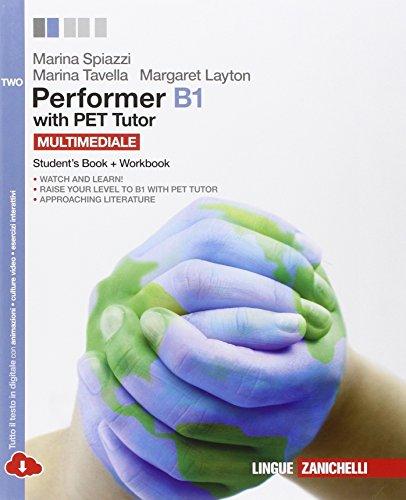 Marina Spiazzi
Marina Tavella   Margaret Layton
TWO
Performer B1
with PET Tutor
MULTIMEDIALE
Student's Book + Workbook
• WATCH AND LEARN!
• RAISE YOUR LEVEL TO B1 WITH PET TUTOR
• APPROACHING LITERATURE
Tutto il testo in digitale con animazioni • culture video • esercizi interattivi
LINGUE ZANICHELLI